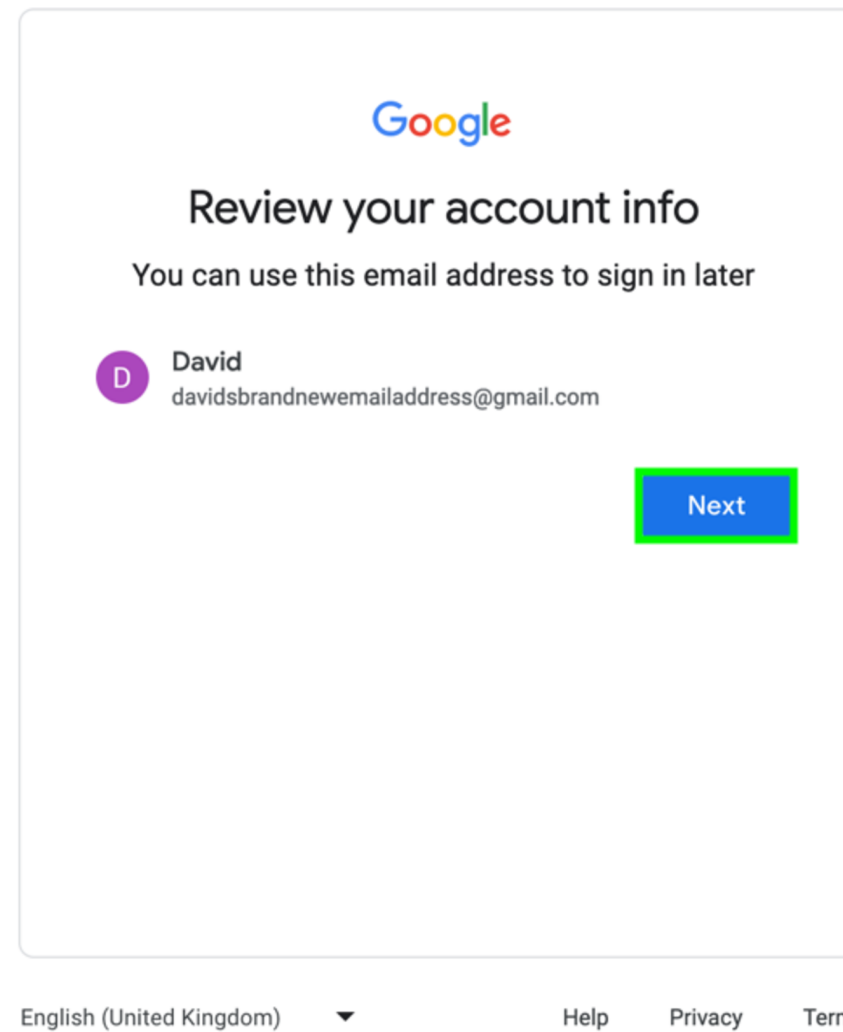 Google
Review your account info
You can use this email address to sign in later
D
David
davidsbrandnewemailaddress@gmail.com
Next
English (United Kingdom) Help Privacy